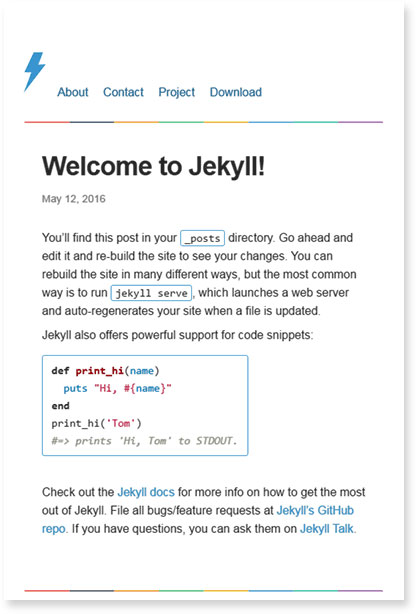 About Contact Project Download
Welcome to Jekyll!
May 12, 2016
You’ll find this post in your _posts directory. Go ahead and
edit it and re-build the site to see your changes. You can
rebuild the site in many different ways, but the most common
way is to run jekyll serve, which launches a web server
and auto-regenerates your site when a file is updated.
Jekyll also offers powerful support for code snippets:
def print_hi(name)
  puts "Hi, #{name}"
end
print_hi('Tom')
#=> prints 'Hi, Tom' to STDOUT.
Check out the Jekyll docs for more info on how to get the most
out of Jekyll. File all bugs/feature requests at Jekyll’s GitHub
repo. If you have questions, you can ask them on Jekyll Talk.